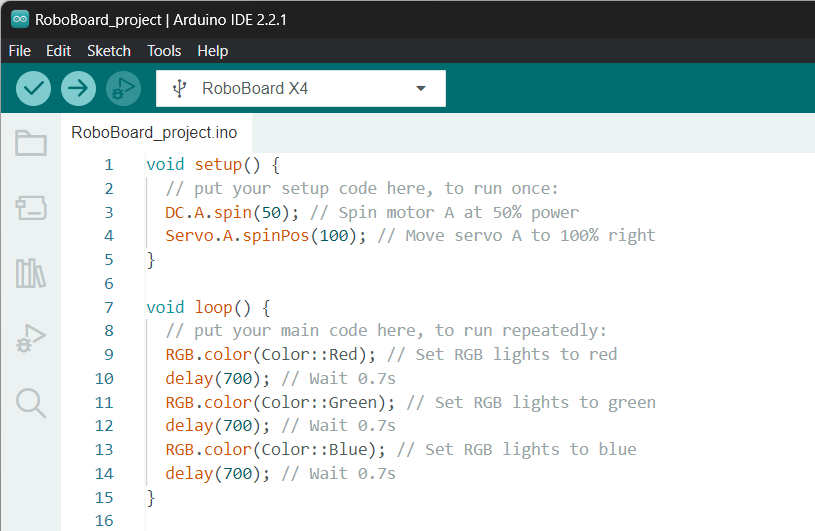 RoboBoard_project | Arduino IDE 2.2.1
File Edit Sketch Tools Help
RoboBoard X4
RoboBoard_project.ino
1 void setup() {
2   // put your setup code here, to run once:
3   DC.A.spin(50); // Spin motor A at 50% power
4   Servo.A.spinPos(100); // Move servo A to 100% right
5 }
6
7 void loop() {
8   // put your main code here, to run repeatedly:
9   RGB.color(Color::Red); // Set RGB lights to red
10   delay(700); // Wait 0.7s
11   RGB.color(Color::Green); // Set RGB lights to green
12   delay(700); // Wait 0.7s
13   RGB.color(Color::Blue); // Set RGB lights to blue
14   delay(700); // Wait 0.7s
15 }
16